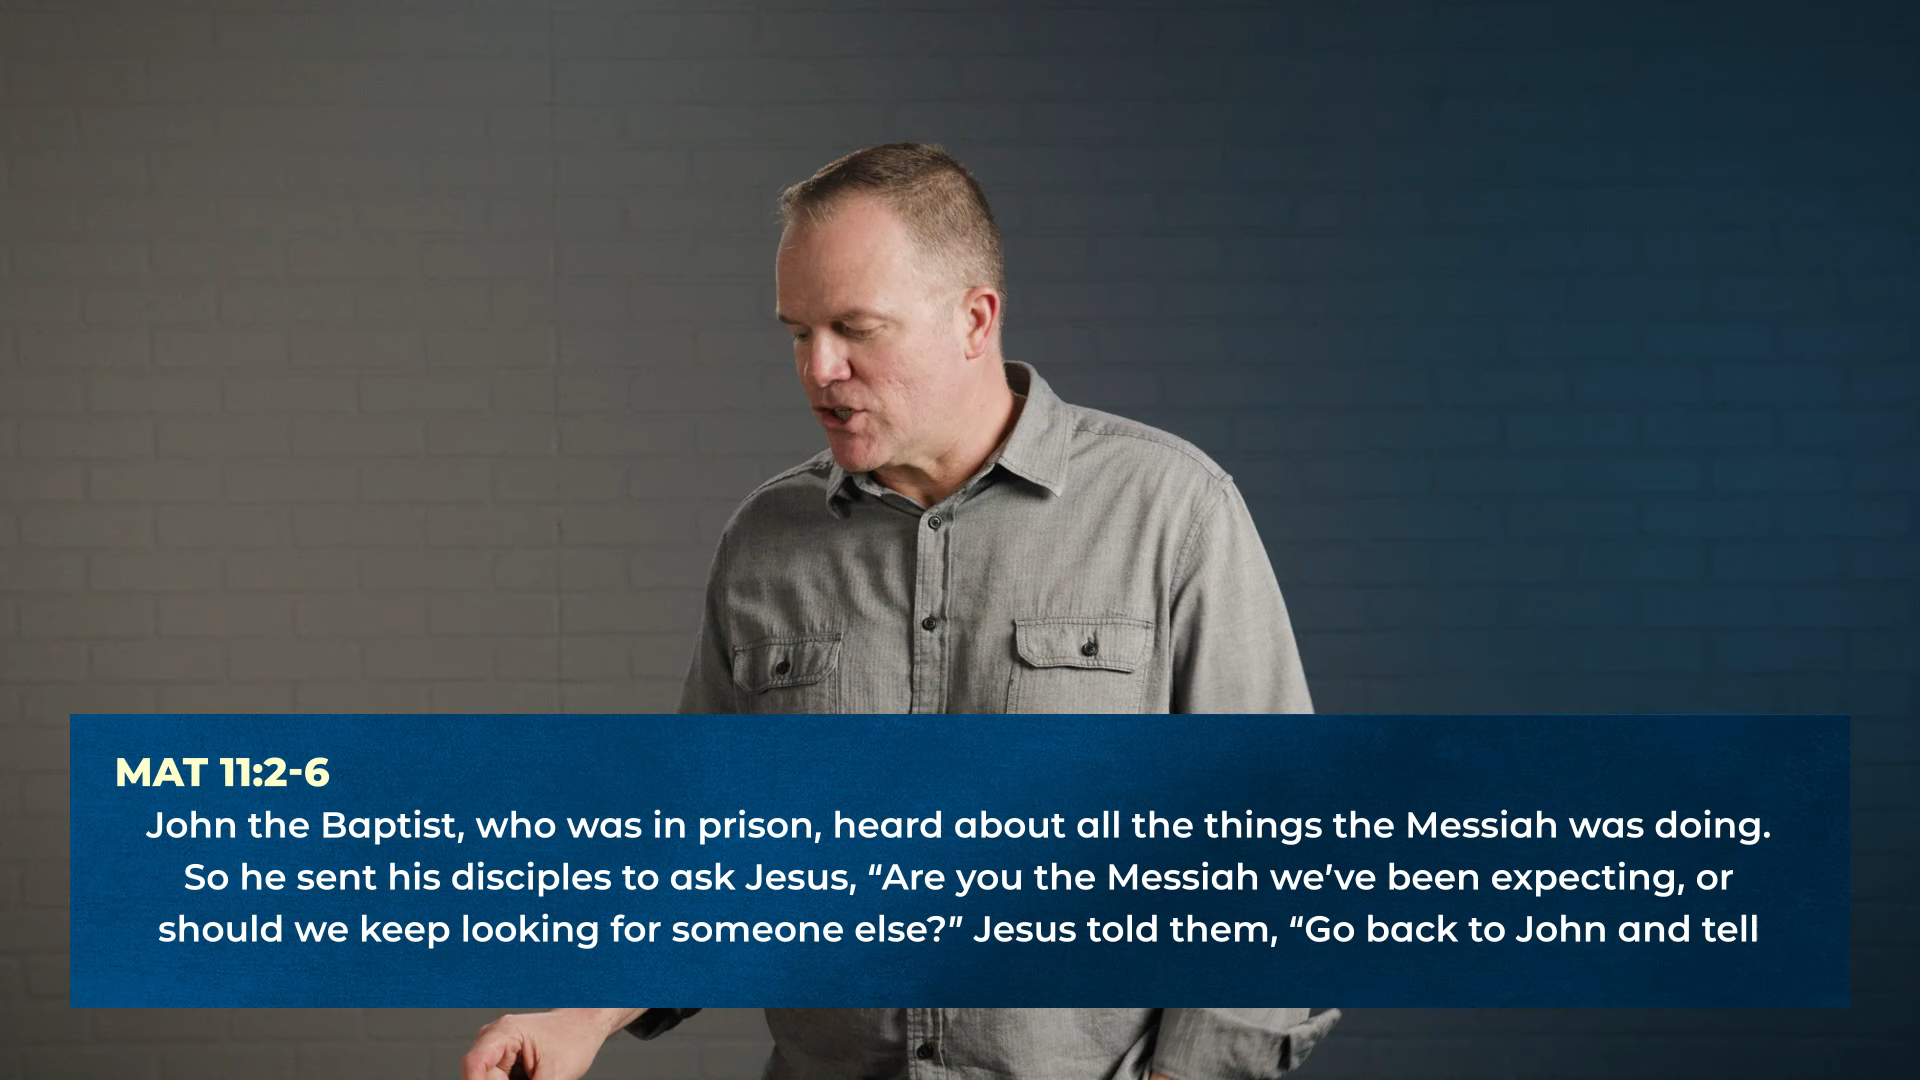 MAT 11:2-6
John the Baptist, who was in prison, heard about all the things the Messiah was doing.
So he sent his disciples to ask Jesus, “Are you the Messiah we’ve been expecting, or
should we keep looking for someone else?” Jesus told them, “Go back to John and tell